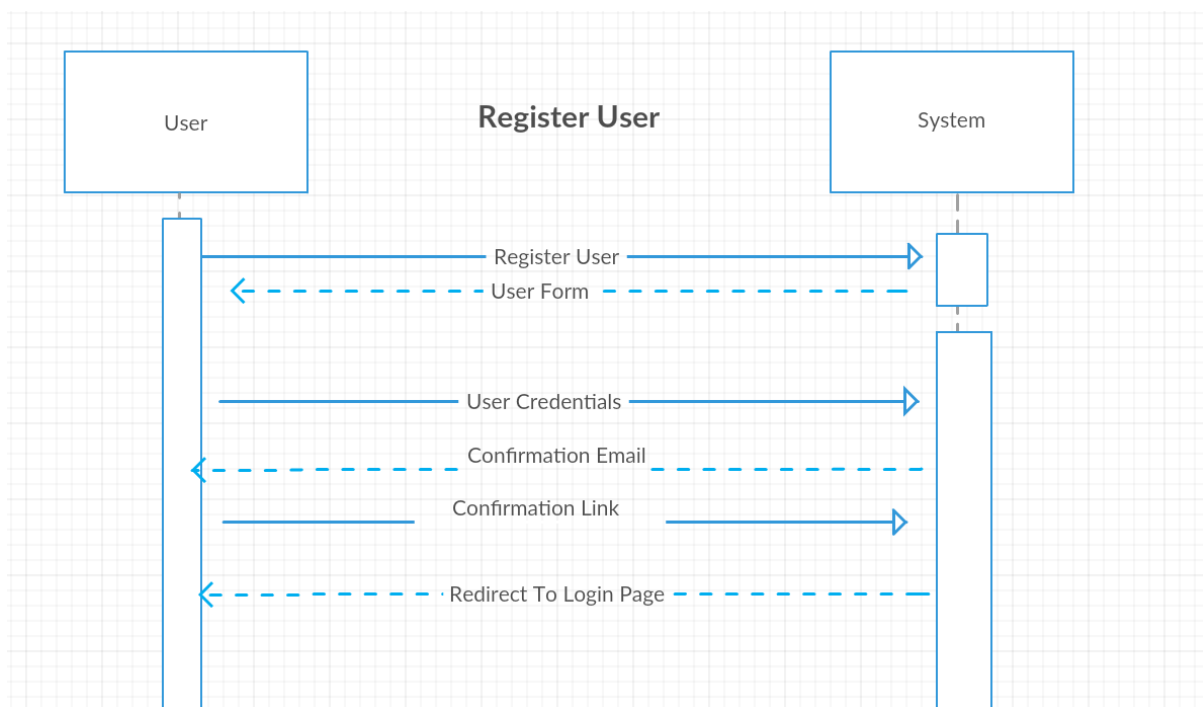 User
Register User
System
Register User
User Form
User Credentials
Confirmation Email
Confirmation Link
Redirect To Login Page